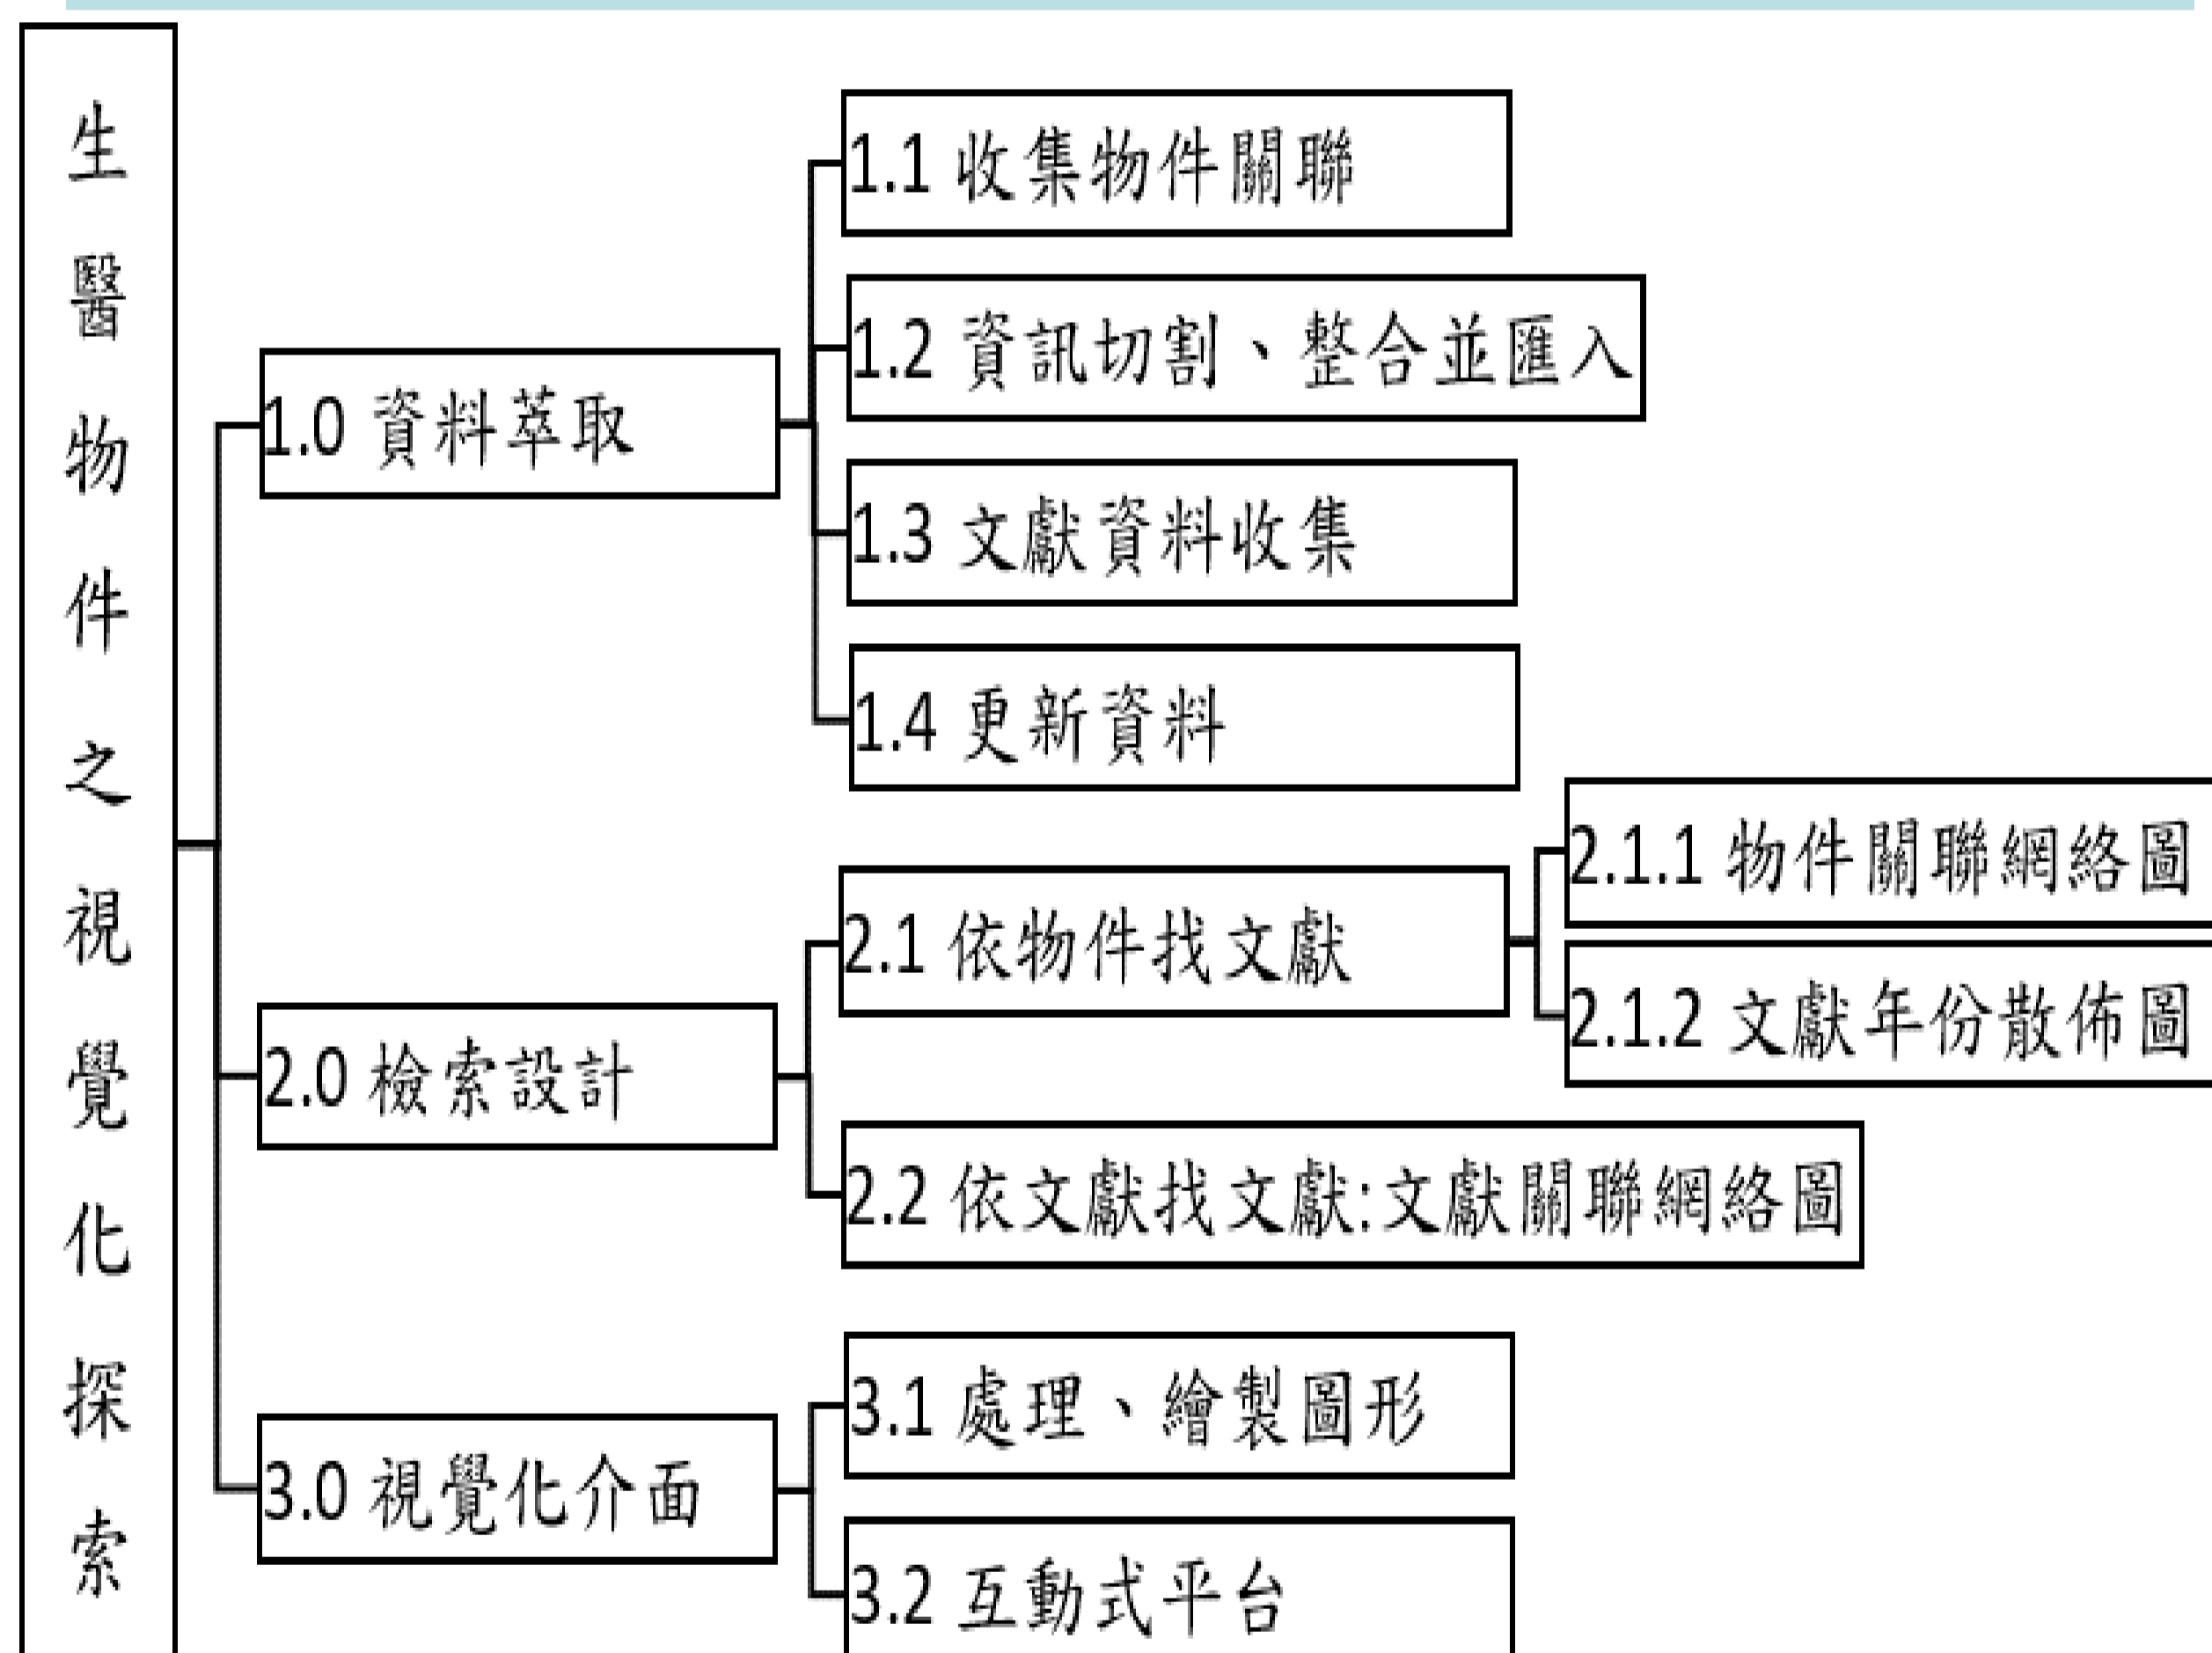 生醫物件之視覺化探索
1.0 資料萃取
1.1 收集物件關聯
1.2 資訊切割、整合並匯入
1.3 文獻資料收集
1.4 更新資料
2.0 檢索設計
2.1 依物件找文獻
2.1.1 物件關聯網絡圖
2.1.2 文獻年份散佈圖
2.2 依文獻找文獻:文獻關聯網絡圖
3.0 視覺化介面
3.1 處理、繪製圖形
3.2 互動式平台